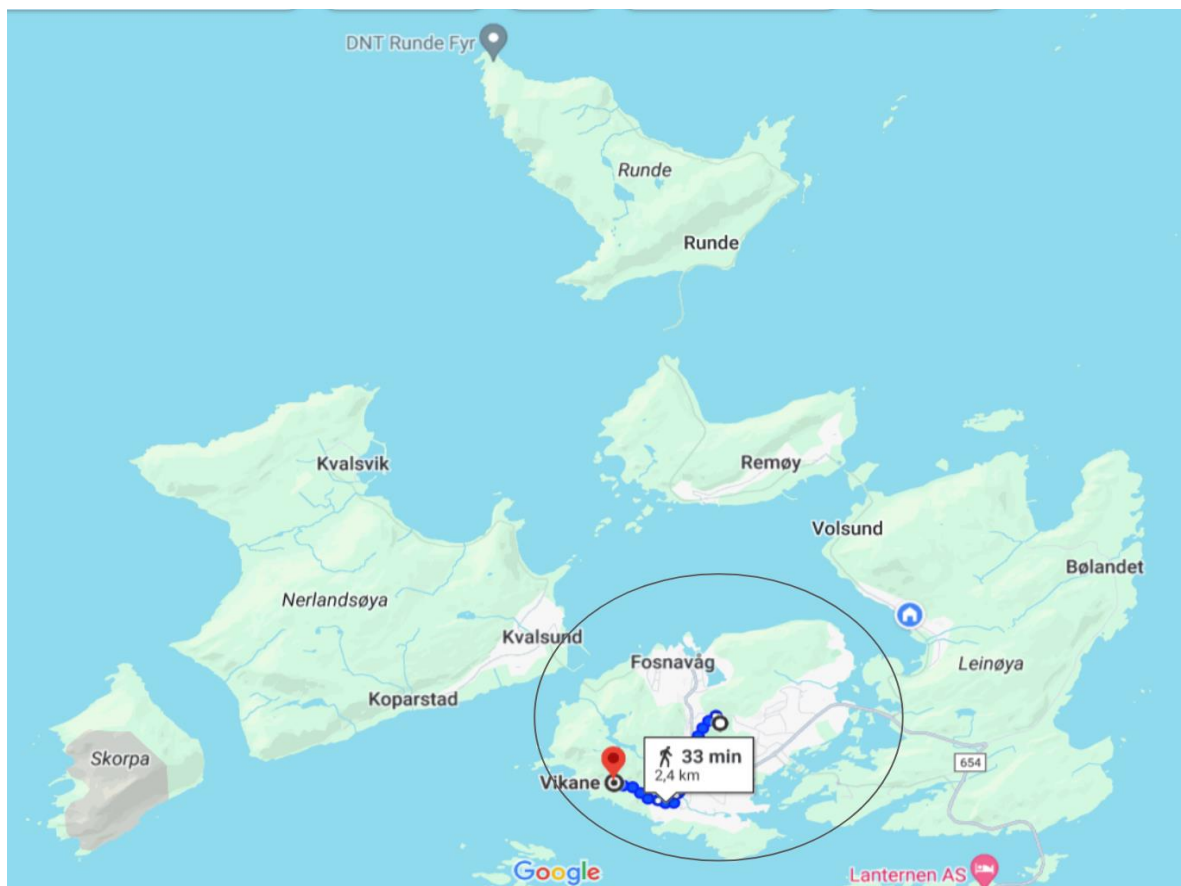 DNT Runde Fyr
Runde
Runde
Kvalsvik
Remøy
Volsund
Bølandet
Nerlandsøya
Kvalsund
Fosnavåg
Leinøya
Koparstad
Skorpa
33 min
2,4 km
654
Vikane
Google
Lanternen AS